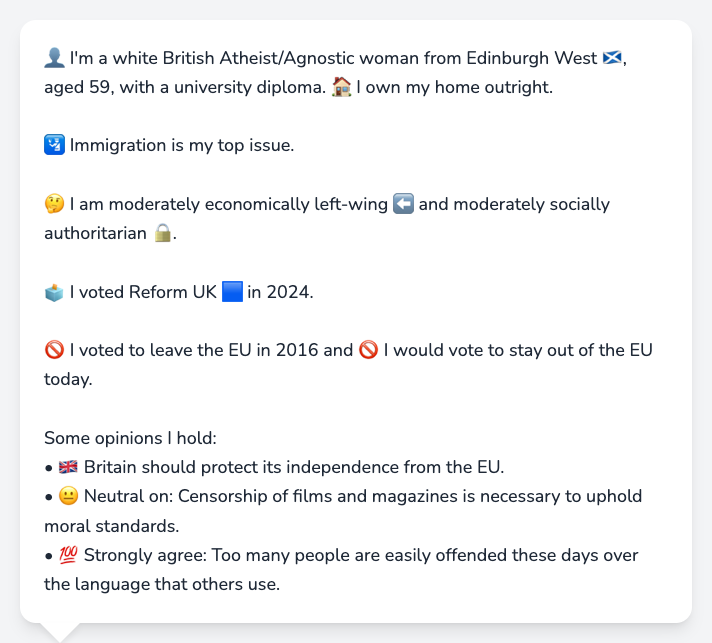 👤 I'm a white British Atheist/Agnostic woman from Edinburgh West 🏴󠁧󠁢󠁳󠁣󠁴󠁿,
aged 59, with a university diploma. 🏠 I own my home outright.
🛂 Immigration is my top issue.
🤔 I am moderately economically left-wing ⬅️ and moderately socially
authoritarian 🔒.
🗳️ I voted Reform UK 🟦 in 2024.
🚫 I voted to leave the EU in 2016 and 🚫 I would vote to stay out of the EU
today.
Some opinions I hold:
• 🇬🇧 Britain should protect its independence from the EU.
• 😐 Neutral on: Censorship of films and magazines is necessary to uphold
moral standards.
• 💯 Strongly agree: Too many people are easily offended these days over
the language that others use.